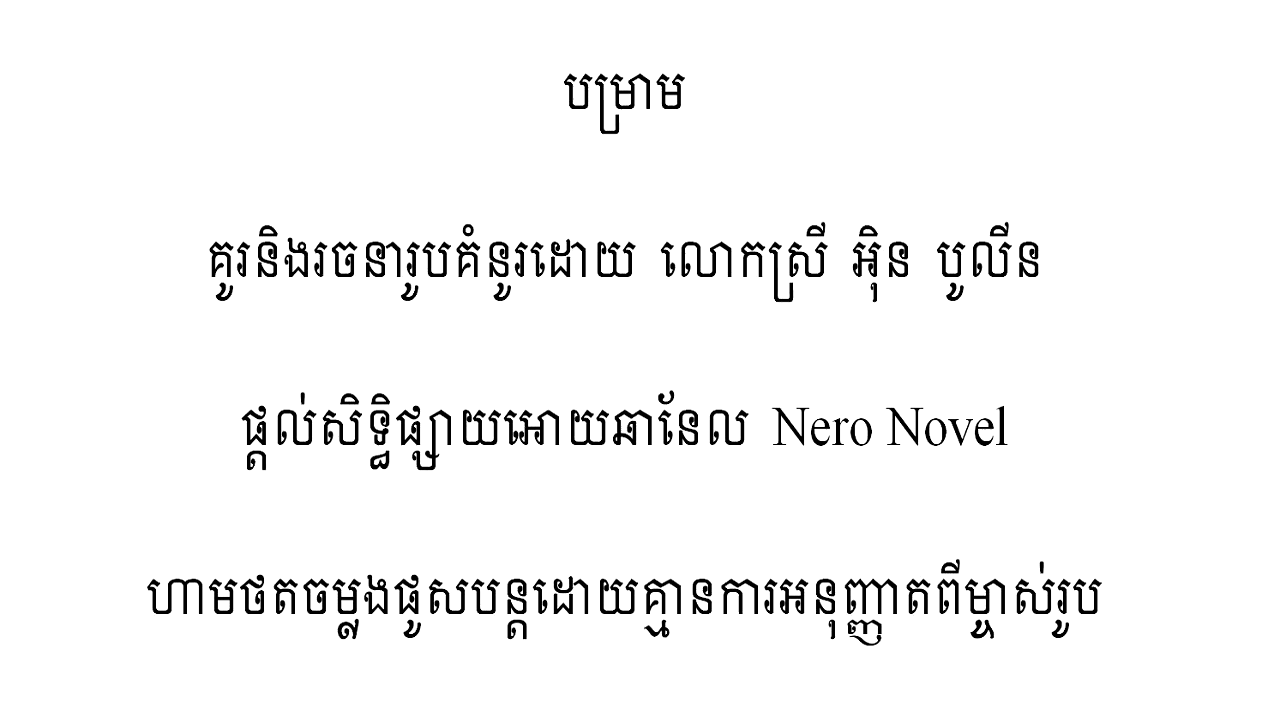 បម្រាម
គូរនិងរចនារូបគំនូរដោយ លោកស្រី អ៊ិន បូលីន
ផ្ដល់សិទ្ធិផ្សាយអោយឆានែល Nero Novel
ហាមថតចម្លងផូសបន្តដោយគ្មានការអនុញ្ញាតពីម្ចាស់រូប